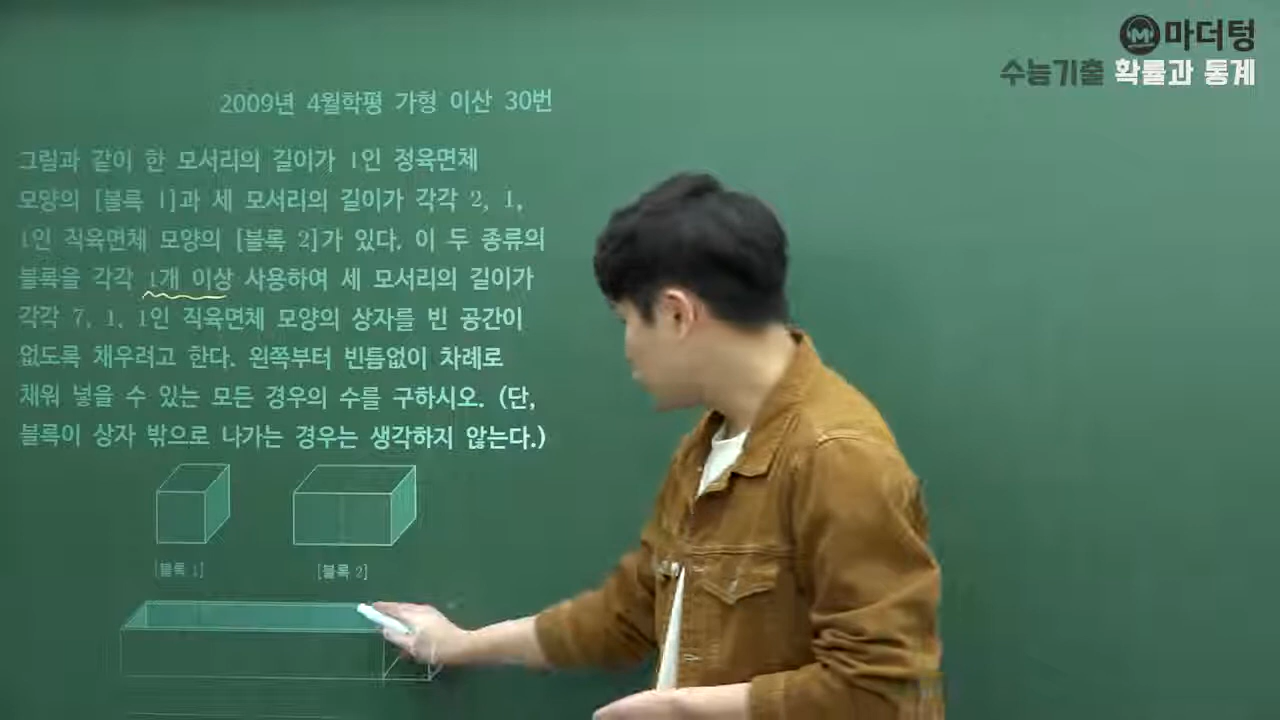 마더텅
수능기출 확률과 통계
2009년 4월학평 가형 이산 30번
그림과 같이 한 모서리의 길이가 1인 정육면체
모양의 [블록 1]과 세 모서리의 길이가 각각 2, 1,
1인 직육면체 모양의 [블록 2]가 있다. 이 두 종류의
블록을 각각 1개 이상 사용하여 세 모서리의 길이가
각각 7, 1, 1인 직육면체 모양의 상자를 빈 공간이
없도록 채우려고 한다. 왼쪽부터 빈틈없이 차례로
채워 넣을 수 있는 모든 경우의 수를 구하시오. (단,
블록이 상자 밖으로 나가는 경우는 생각하지 않는다.)
[블록 1] [블록 2]